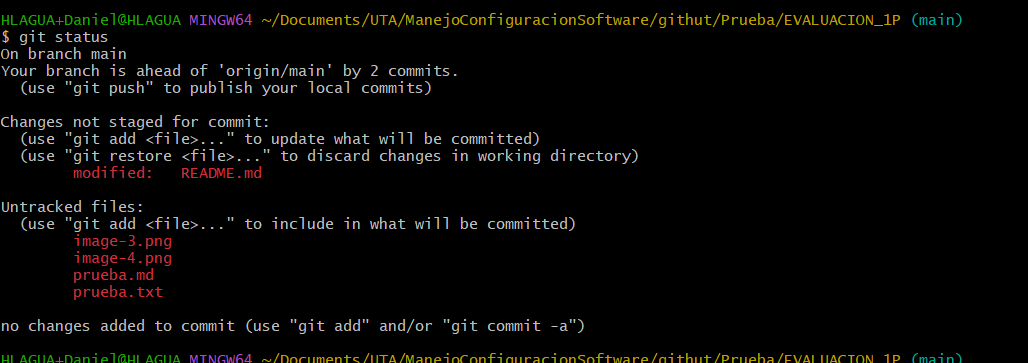 HLAGUA+Daniel@HLAGUA MINGW64 ~/Documents/UTA/ManejoConfiguracionSoftware/githut/Prueba/EVALUACION_1P (main)
$ git status
On branch main
Your branch is ahead of 'origin/main' by 2 commits.
  (use "git push" to publish your local commits)

Changes not staged for commit:
  (use "git add <file>..." to update what will be committed)
  (use "git restore <file>..." to discard changes in working directory)
        modified:   README.md

Untracked files:
  (use "git add <file>..." to include in what will be committed)
        image-3.png
        image-4.png
        prueba.md
        prueba.txt

no changes added to commit (use "git add" and/or "git commit -a")

HLAGUA+Daniel@HLAGUA MINGW64 ~/Documents/UTA/ManejoConfiguracionSoftware/githut/Prueba/EVALUACION_1P (main)